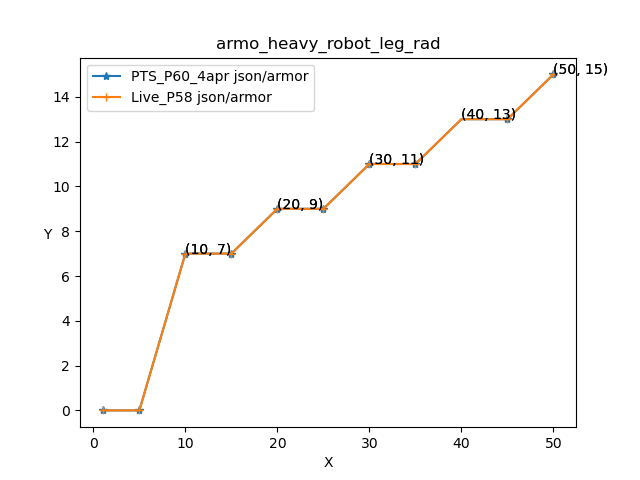 armo_heavy_robot_leg_rad
PTS_P60_4apr json/armor
Live_P58 json/armor
(50, 15)
14
(40, 13)
12
(30, 11)
10
(20, 9)
Y
8
(10, 7)
6
4
2
0
0 10 20 30 40 50
X